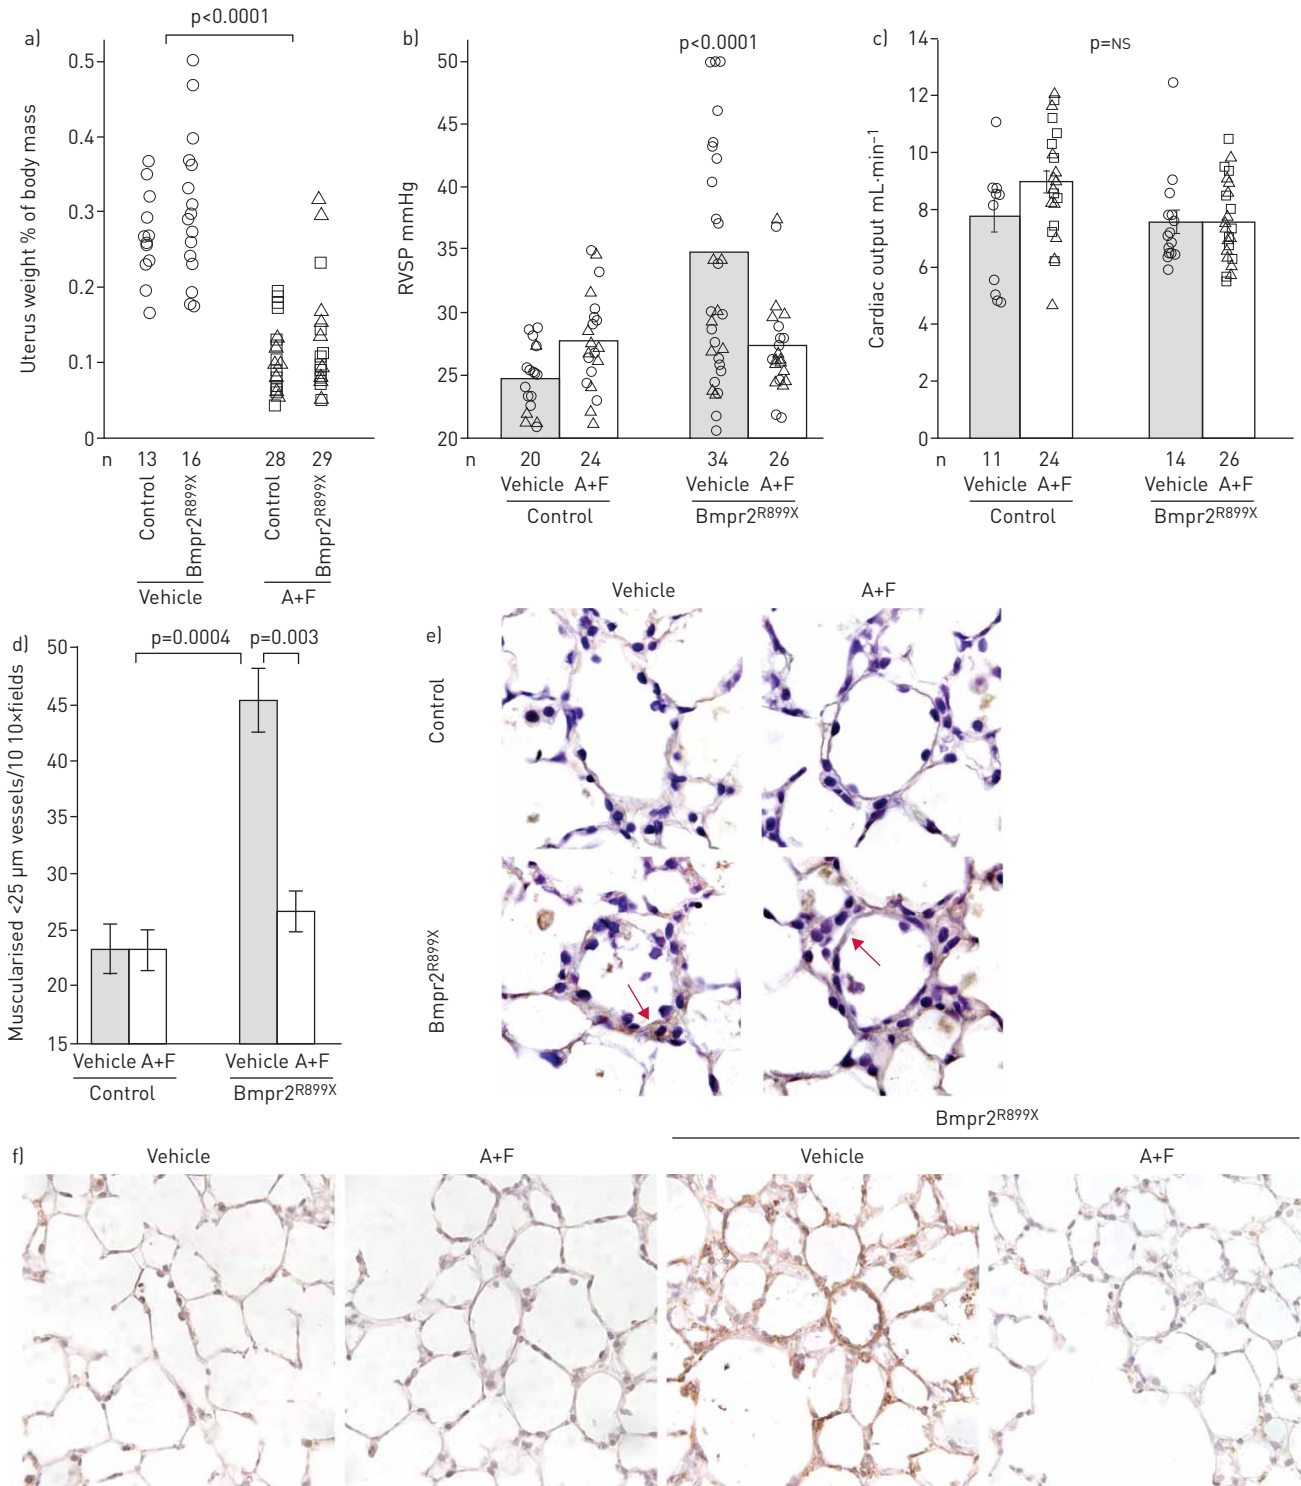 a)
p<0.0001
Uterus weight % of body mass
0.5
0.4
0.3
0.2
0.1
0
n 13 16 28 29
Control
Bmpr2R899X
Control
Bmpr2R899X
Vehicle A+F
b)
p<0.0001
RVSP mmHg
50
45
40
35
30
25
20
20 24 34 26
Vehicle A+F Vehicle A+F
Control Bmpr2R899X
c)
p=NS
Cardiac output mL·min−1
14
12
10
8
6
4
2
0
n 11 24 14 26
Vehicle A+F Vehicle A+F
Control Bmpr2R899X
d)
p=0.0004 p=0.003
Muscularised <25 µm vessels/10 10×fields
50
45
40
35
30
25
20
15
Vehicle A+F Vehicle A+F
Control Bmpr2R899X
e)
Vehicle A+F
Control
Bmpr2R899X
Bmpr2R899X
f)
Vehicle A+F Vehicle A+F